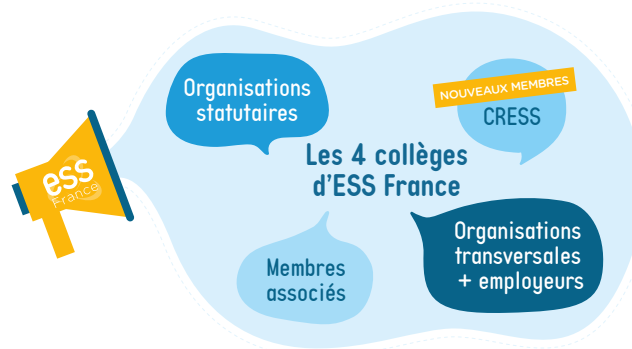 Organisations
statutaires
NOUVEAUX MEMBRES
CRESS
Les 4 collèges
d'ESS France
ess
France
Membres
associés
Organisations
transversales
+ employeurs